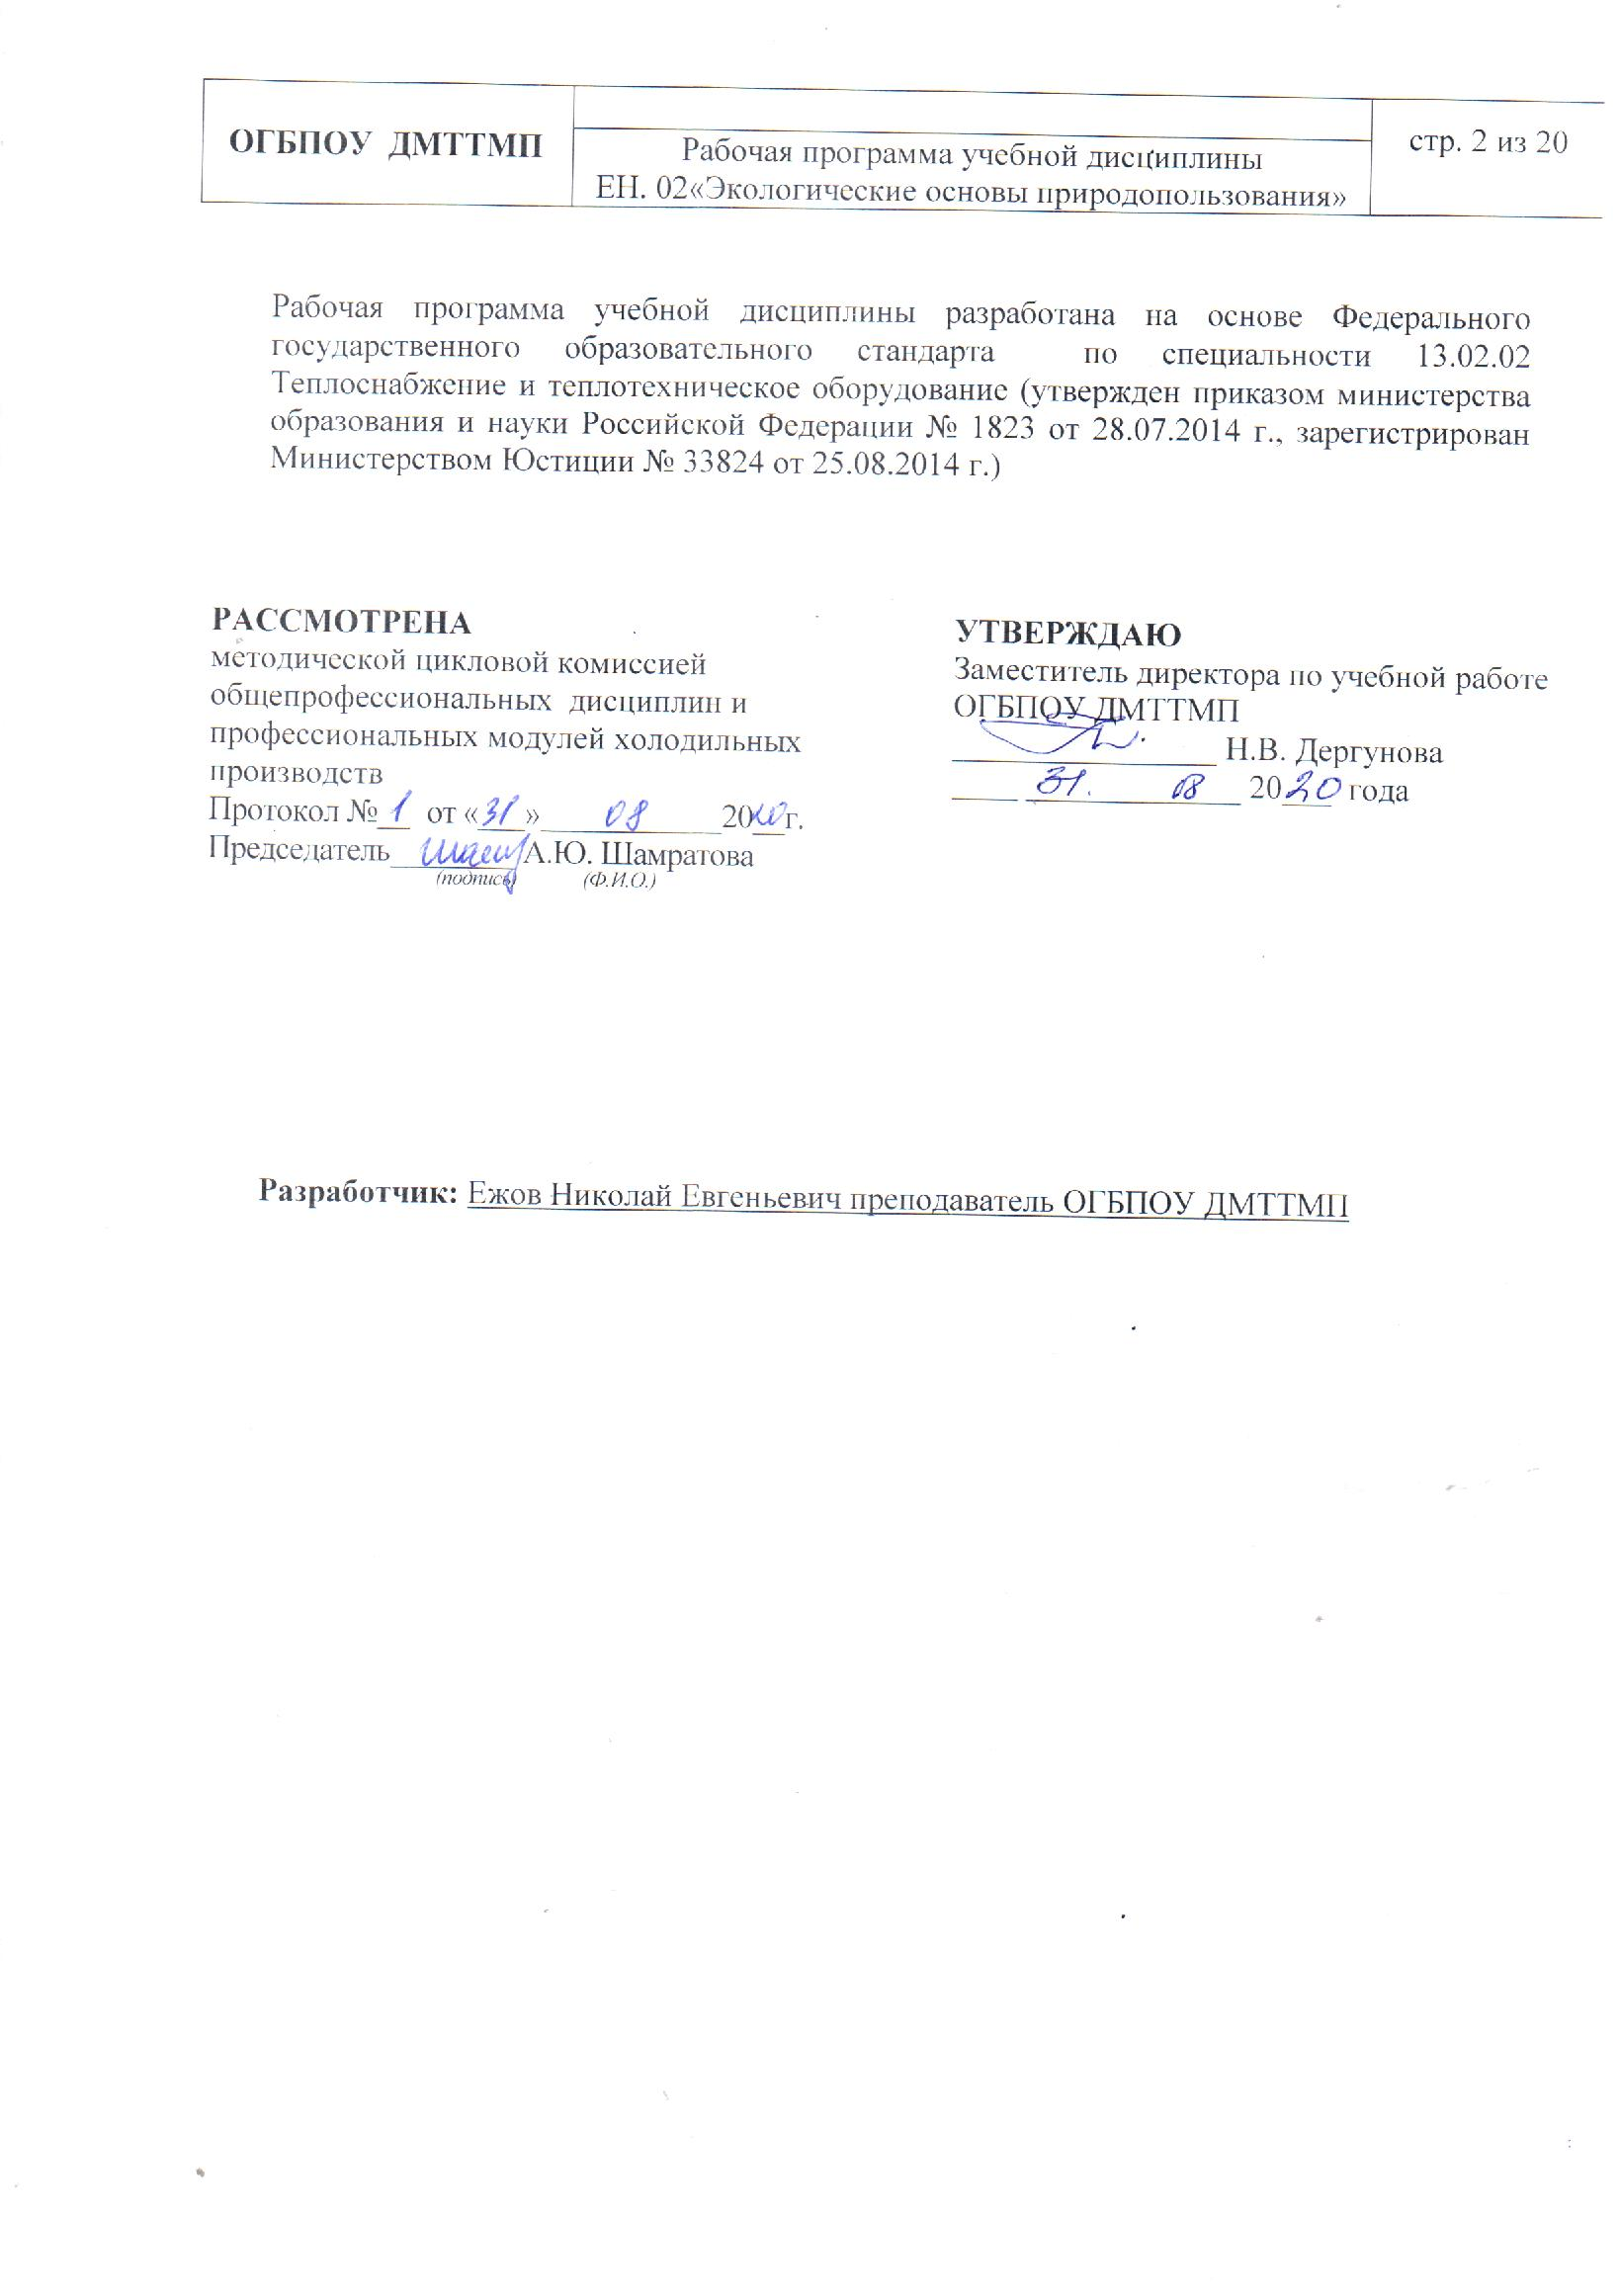 ОГБПОУ ДМТТМП
Рабочая программа учебной дисциплины
ЕН. 02«Экологические основы природопользования»
стр. 2 из 20
Рабочая программа учебной дисциплины разработана на основе Федерального
государственного образовательного стандарта по специальности 13.02.02
Теплоснабжение и теплотехническое оборудование (утвержден приказом министерства
образования и науки Российской Федерации № 1823 от 28.07.2014 г., зарегистрирован
Министерством Юстиции № 33824 от 25.08.2014 г.)
РАССМОТРЕНА
методической цикловой комиссией
общепрофессиональных дисциплин и
профессиональных модулей холодильных
производств
Протокол № 1 от «31» 08 2020г.
Председатель А.Ю. Шамратова
(подпись) (Ф.И.О.)
УТВЕРЖДАЮ
Заместитель директора по учебной работе
ОГБПОУ ДМТТМП
Н.В. Дергунова
31. 08 2020 года
Разработчик: Ежов Николай Евгеньевич преподаватель ОГБПОУ ДМТТМП